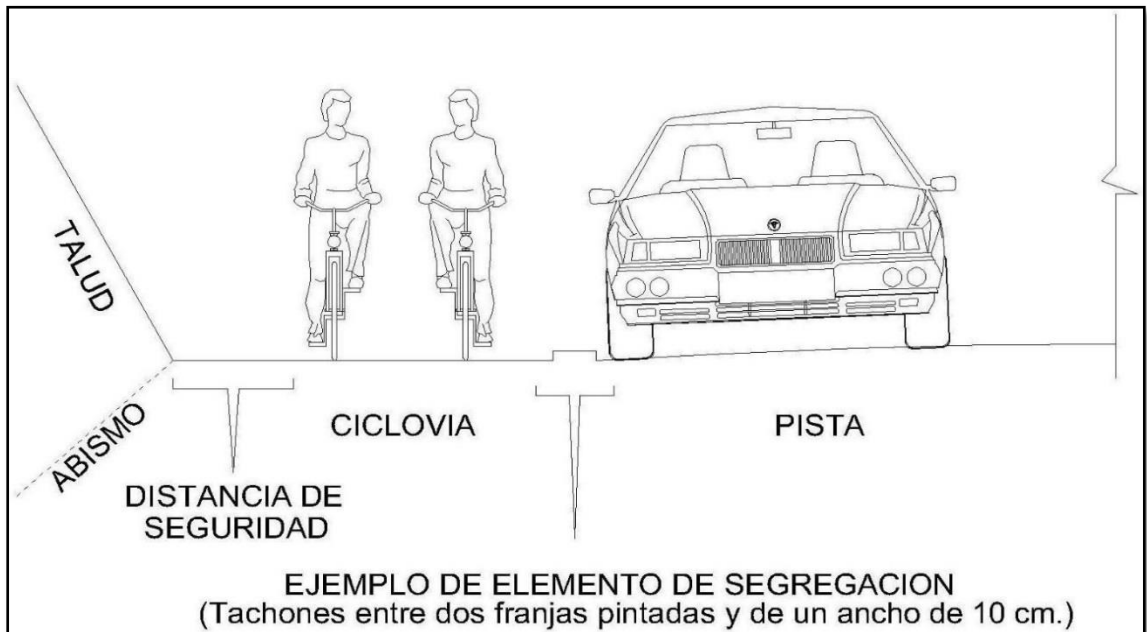 TALUD
ABISMO
CICLOVIA
PISTA
DISTANCIA DE
SEGURIDAD
EJEMPLO DE ELEMENTO DE SEGREGACION
(Tachones entre dos franjas pintadas y de un ancho de 10 cm.)